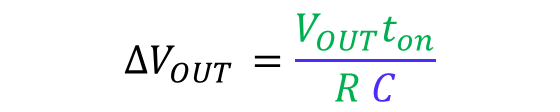 ΔV_OUT = V_OUT t_on / R C